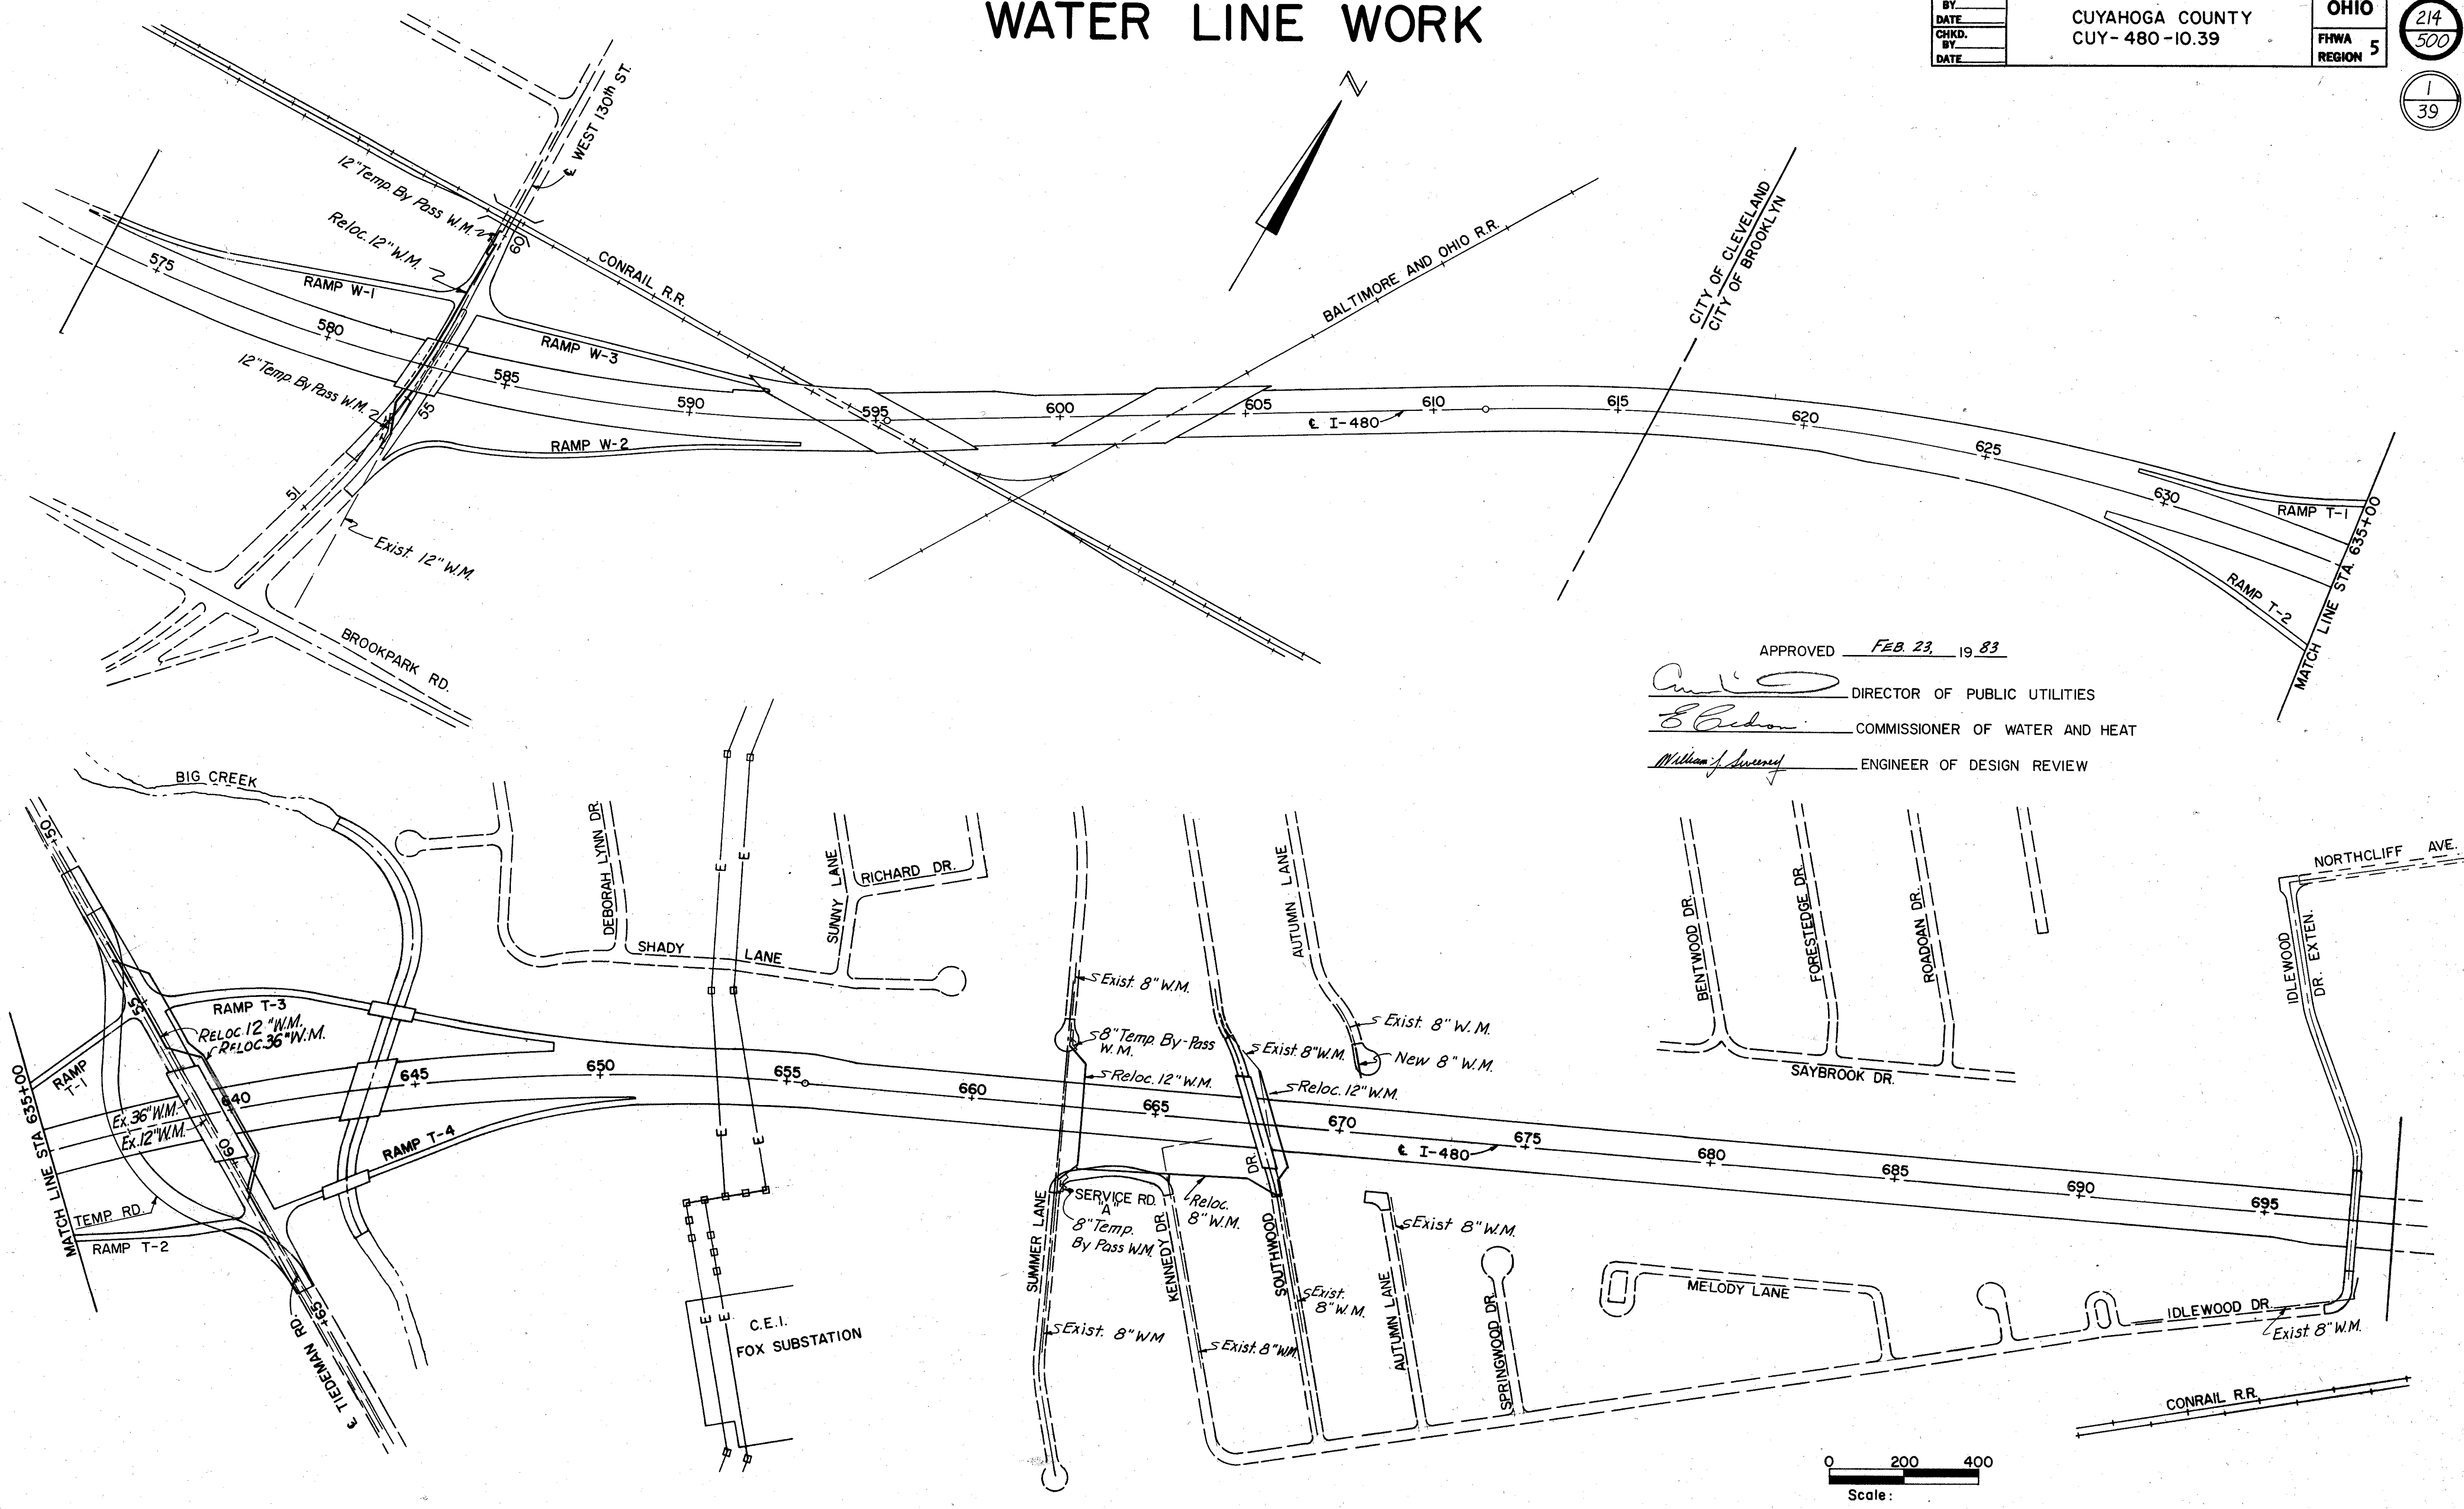 WATER LINE WORK
BY
DATE
CHKD.
BY
DATE
CUYAHOGA COUNTY
CUY-480-10.39
OHIO
FHWA
REGION 5
214
500
1
39
N
℄ WEST 130th ST.
12" Temp. By Pass W.M.
Reloc. 12" W.M.
60
CONRAIL R.R.
BALTIMORE AND OHIO R.R.
CITY OF CLEVELAND
CITY OF BROOKLYN
575
RAMP W-1
580
RAMP W-3
12" Temp. By Pass W.M.
55
585
590
595
600
605
610
615
620
625
630
℄ I-480
RAMP W-2
RAMP T-1
RAMP T-2
MATCH LINE STA. 635+00
51
Exist. 12" W.M.
BROOKPARK RD.
APPROVED FEB. 23, 1983
DIRECTOR OF PUBLIC UTILITIES
COMMISSIONER OF WATER AND HEAT
William J. Sweeney ENGINEER OF DESIGN REVIEW
BIG CREEK
50
DEBORAH LYNN DR.
SUNNY LANE
RICHARD DR.
SHADY LANE
E
E
AUTUMN LANE
BENTWOOD DR.
FORESTEDGE DR.
ROADOAN DR.
SAYBROOK DR.
NORTHCLIFF AVE.
IDLEWOOD
DR. EXTEN.
55
RAMP T-3
RELOC. 12" W.M.
RELOC. 36" W.M.
Exist. 8" W.M.
8" Temp. By-Pass
W.M.
Reloc. 12" W.M.
Exist. 8" W.M.
Reloc. 12" W.M.
Exist. 8" W.M.
New 8" W.M.
MATCH LINE STA 635+00
RAMP
T-1
Ex. 36" W.M.
Ex. 12" W.M.
640
645
650
655
660
665
670
675
680
685
690
695
℄ I-480
60
RAMP T-4
E
E
TEMP. RD.
RAMP T-2
℄ TIEDEMAN RD.
65
E
E
C.E.I.
FOX SUBSTATION
SUMMER LANE
SERVICE RD.
"A"
8" Temp.
By Pass W.M.
KENNEDY DR.
Reloc.
8" W.M.
SOUTHWOOD DR.
Exist. 8" WM
Exist. 8" W.M.
Exist.
8" W.M.
Exist 8" W.M.
AUTUMN LANE
SPRINGWOOD DR.
MELODY LANE
IDLEWOOD DR.
Exist 8" W.M.
CONRAIL R.R.
0 200 400
Scale: